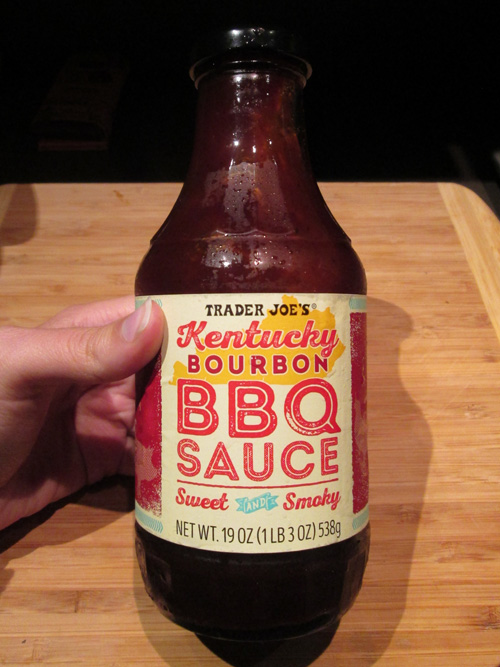 TRADER JOE'S®
Kentucky
BOURBON
BBQ
SAUCE
Sweet AND Smoky
NET WT. 19 OZ (1 LB 3 OZ) 538g